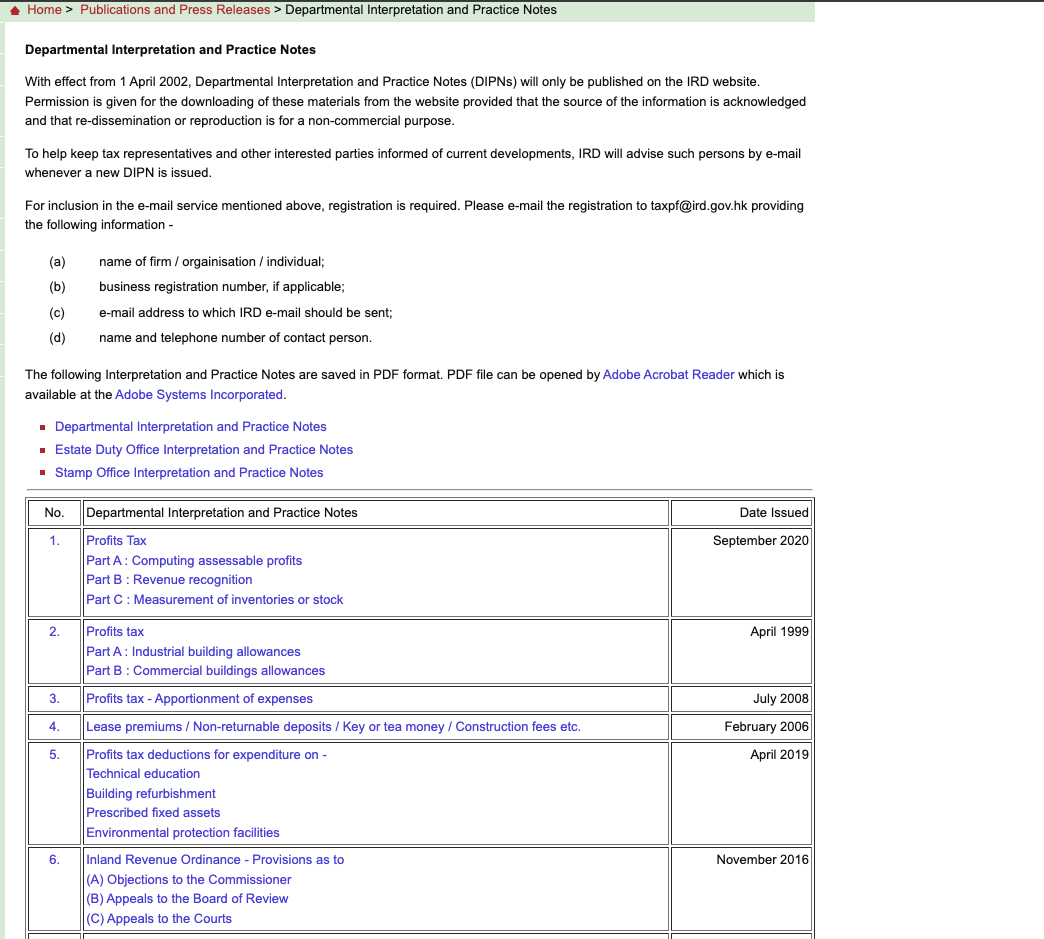 Home > Publications and Press Releases > Departmental Interpretation and Practice Notes
Departmental Interpretation and Practice Notes
With effect from 1 April 2002, Departmental Interpretation and Practice Notes (DIPNs) will only be published on the IRD website.
Permission is given for the downloading of these materials from the website provided that the source of the information is acknowledged
and that re-dissemination or reproduction is for a non-commercial purpose.
To help keep tax representatives and other interested parties informed of current developments, IRD will advise such persons by e-mail
whenever a new DIPN is issued.
For inclusion in the e-mail service mentioned above, registration is required. Please e-mail the registration to taxpf@ird.gov.hk providing
the following information -
(a) name of firm / orgainisation / individual;
(b) business registration number, if applicable;
(c) e-mail address to which IRD e-mail should be sent;
(d) name and telephone number of contact person.
The following Interpretation and Practice Notes are saved in PDF format. PDF file can be opened by Adobe Acrobat Reader which is
available at the Adobe Systems Incorporated.
Departmental Interpretation and Practice Notes
Estate Duty Office Interpretation and Practice Notes
Stamp Office Interpretation and Practice Notes
No. Departmental Interpretation and Practice Notes Date Issued
1. Profits Tax September 2020
Part A : Computing assessable profits
Part B : Revenue recognition
Part C : Measurement of inventories or stock
2. Profits tax April 1999
Part A : Industrial building allowances
Part B : Commercial buildings allowances
3. Profits tax - Apportionment of expenses July 2008
4. Lease premiums / Non-returnable deposits / Key or tea money / Construction fees etc. February 2006
5. Profits tax deductions for expenditure on - April 2019
Technical education
Building refurbishment
Prescribed fixed assets
Environmental protection facilities
6. Inland Revenue Ordinance - Provisions as to November 2016
(A) Objections to the Commissioner
(B) Appeals to the Board of Review
(C) Appeals to the Courts